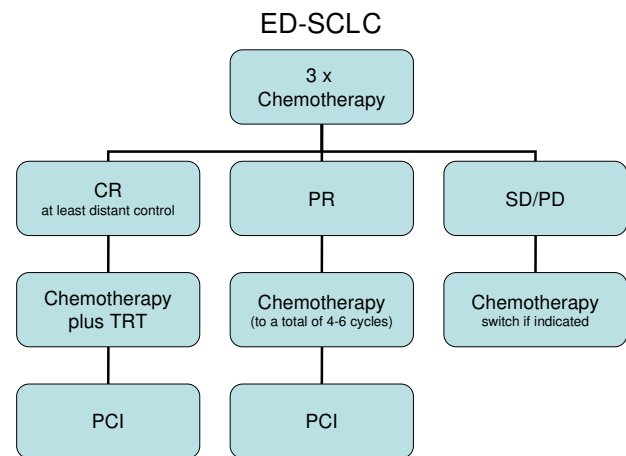 ED-SCLC
3 x
Chemotherapy
CR
at least distant control
PR
SD/PD
Chemotherapy
plus TRT
Chemotherapy
(to a total of 4-6 cycles)
Chemotherapy
switch if indicated
PCI
PCI